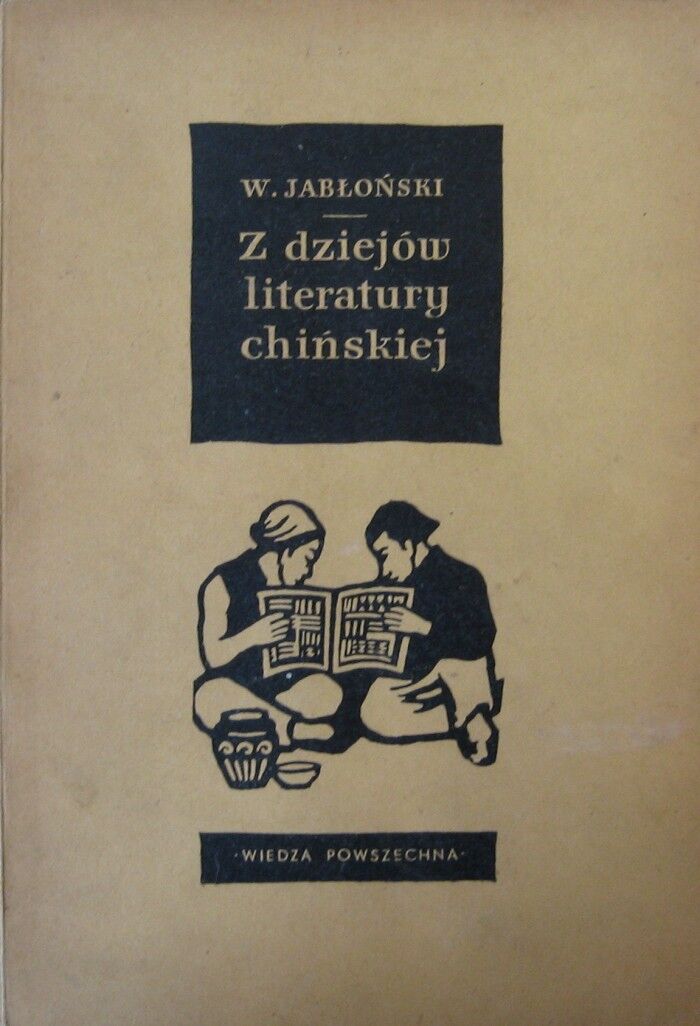 W. JABŁOŃSKI
Z dziejów
literatury
chińskiej
·WIEDZA POWSZECHNA·